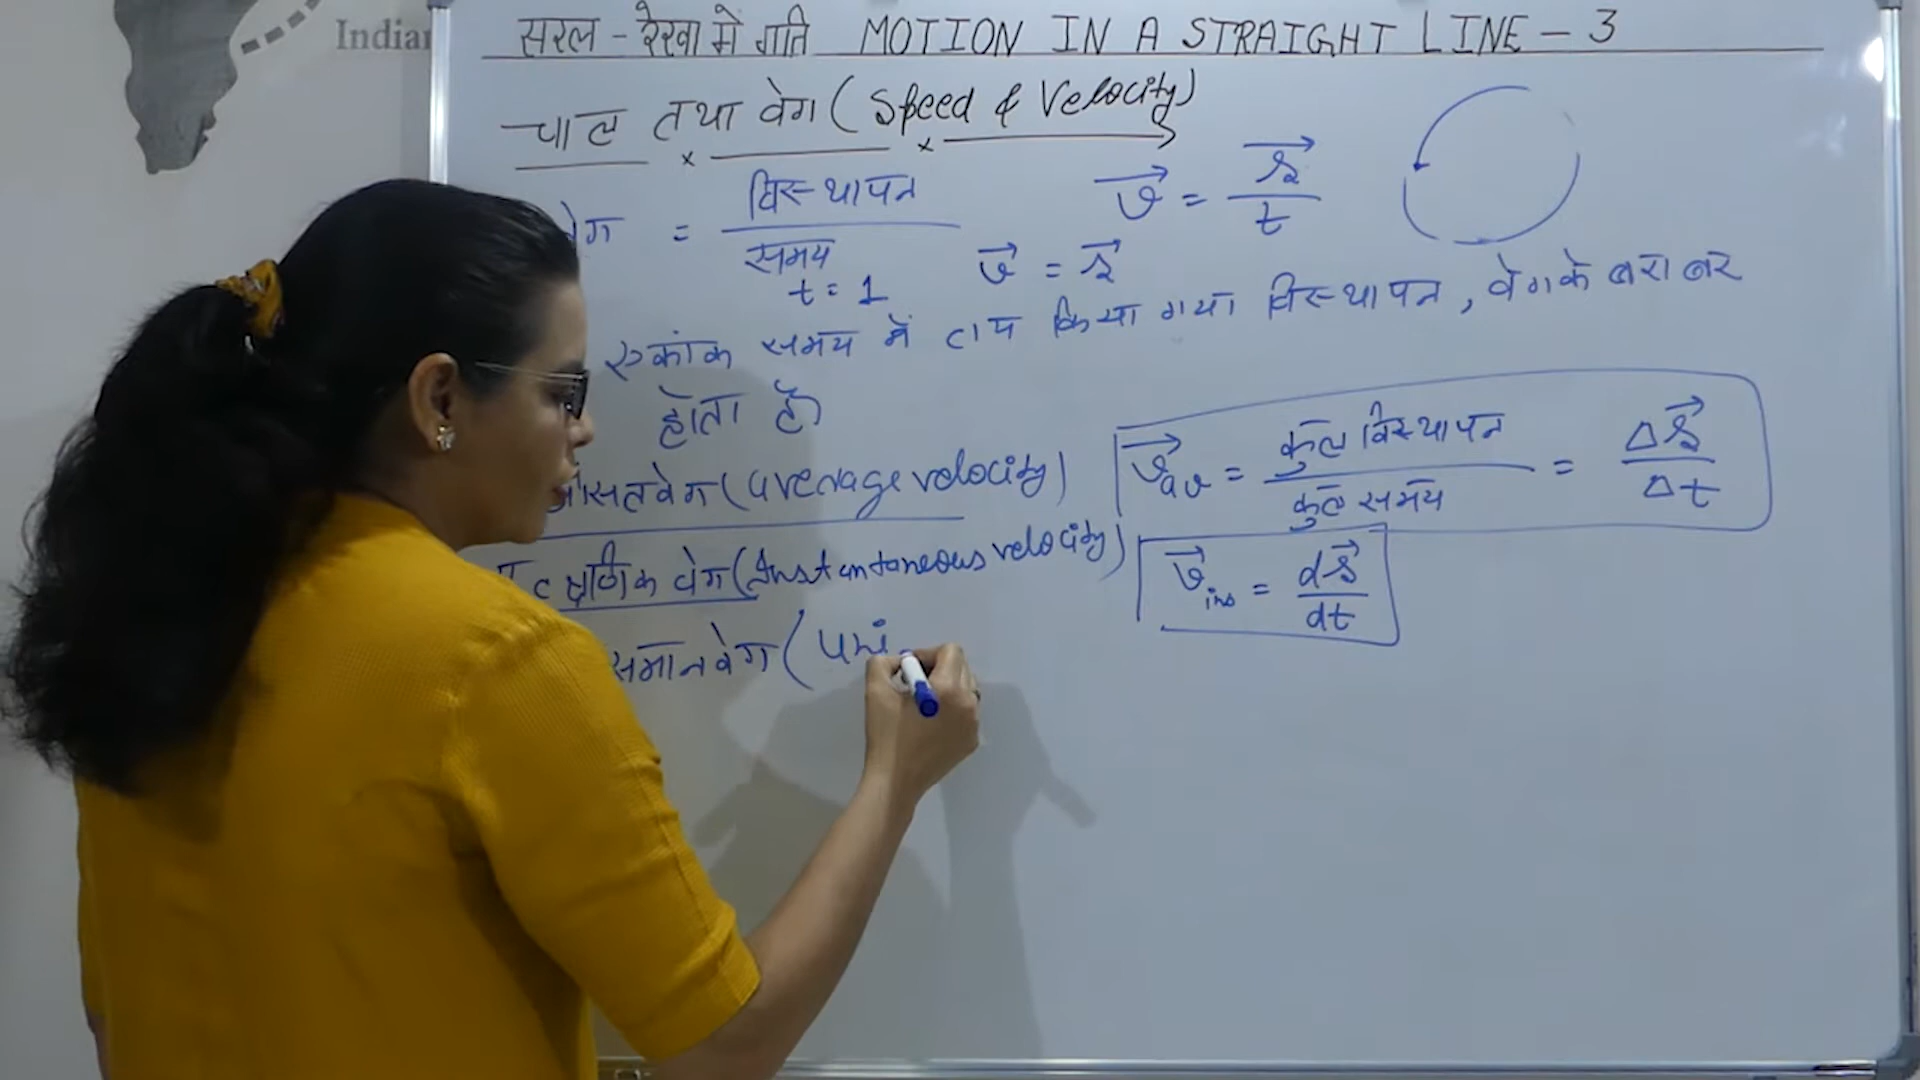 Indian
सरल - रेखा में गति MOTION IN A STRAIGHT LINE - 3
चाल तथा वेग ( Speed & Velocity)
= विस्थापन / समय
v⃗ = s⃗ / t
t = 1
v⃗ = s⃗
एकांक समय में तय किया गया विस्थापन, वेग के बराबर
होता है
औसत वेग (average velocity)
v⃗av = कुल विस्थापन / कुल समय = Δs⃗ / Δt
तत्क्षणिक वेग (Instantaneous velocity)
v⃗ins = ds⃗ / dt
समान वेग ( uni